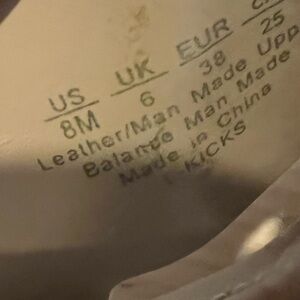 US UK EUR
8M 6 38 25
Leather/Man Made Upp
Balance Man Made
Made in China
KICKS